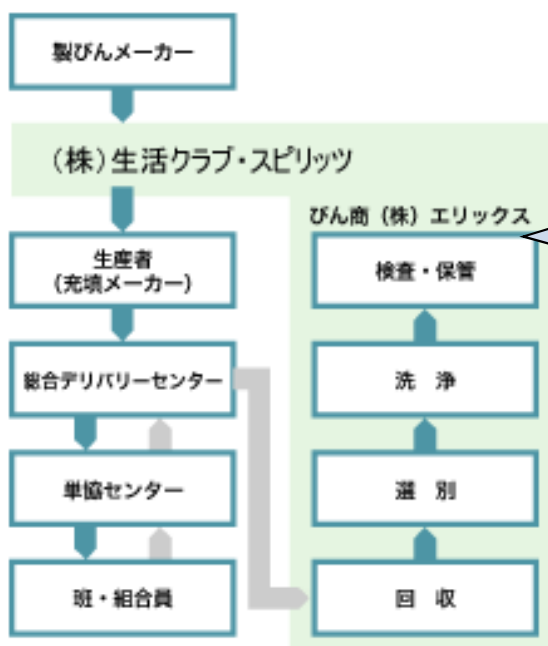 製びんメーカー
（株）生活クラブ・スピリッツ
生産者
（充填メーカー）
総合デリバリーセンター
単協センター
班・組合員
びん商（株）エリックス
検査・保管
洗　浄
選　別
回　収